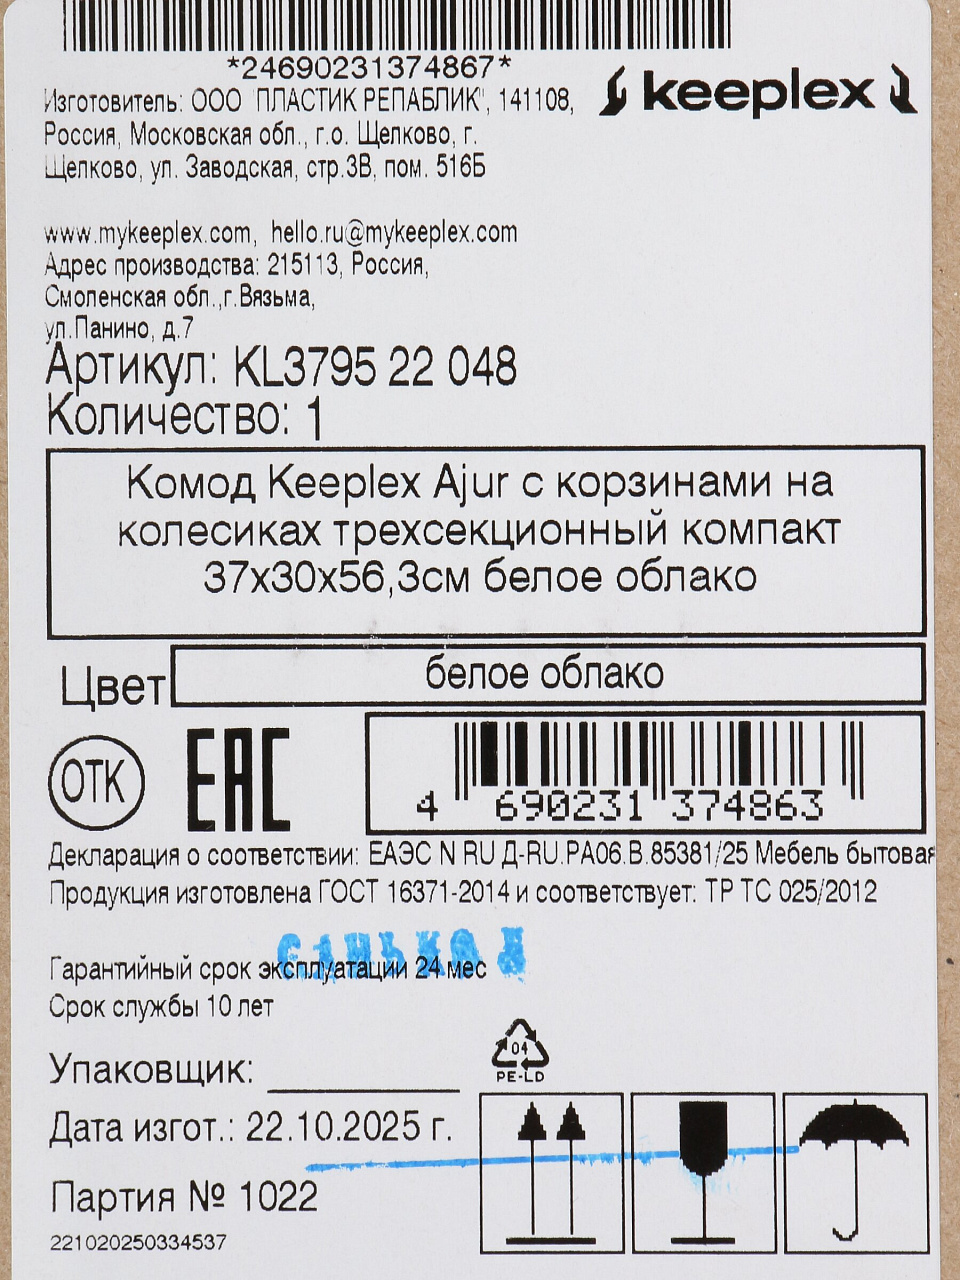 *24690231374867*
keeplex
Изготовитель: ООО "ПЛАСТИК РЕПАБЛИК", 141108,
Россия, Московская обл., г.о. Щелково, г.
Щелково, ул. Заводская, стр.3В, пом. 516Б
www.mykeeplex.com, hello.ru@mykeeplex.com
Адрес производства: 215113, Россия,
Смоленская обл.,г.Вязьма,
ул.Панино, д.7
Артикул: KL3795 22 048
Количество: 1
Комод Keeplex Ajur с корзинами на
колесиках трехсекционный компакт
37х30х56,3см белое облако
Цвет белое облако
ОТК EAC
4 690231 374863
Декларация о соответствии: ЕАЭС N RU Д-RU.РА06.В.85381/25 Мебель бытовая
Продукция изготовлена ГОСТ 16371-2014 и соответствует: ТР ТС 025/2012
Гарантийный срок эксплуатации 24 мес
Срок службы 10 лет
Упаковщик:
04
PE-LD
Дата изгот.: 22.10.2025 г.
Партия № 1022
221020250334537